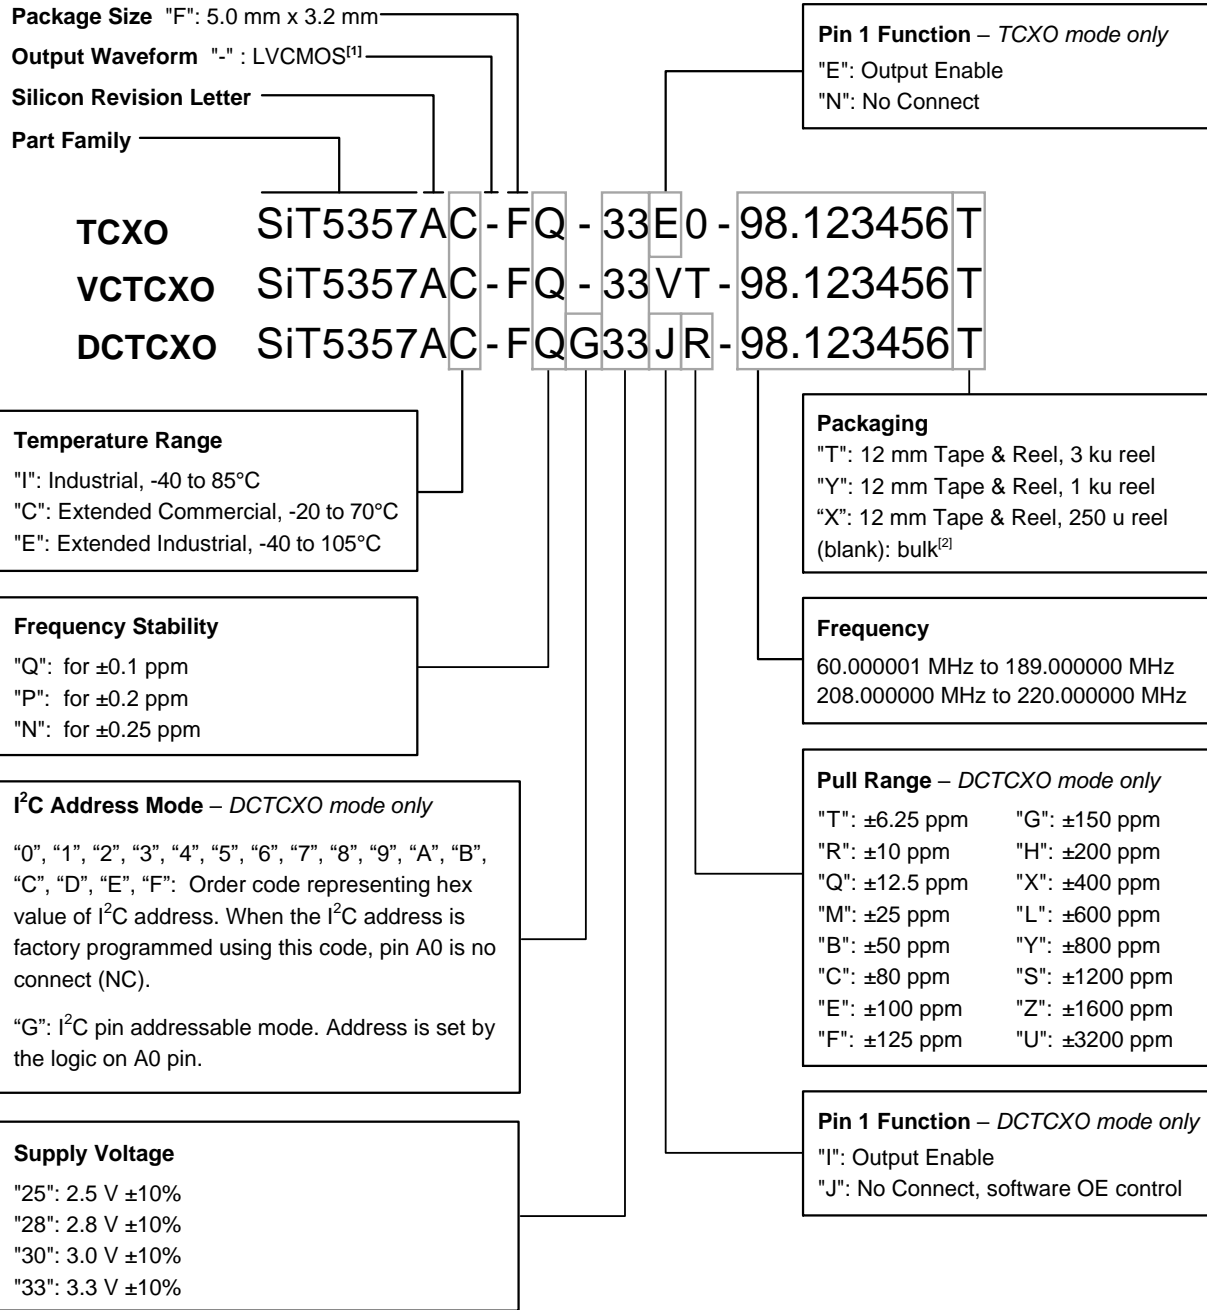 Package Size "F": 5.0 mm x 3.2 mm
Output Waveform "-" : LVCMOS[1]
Silicon Revision Letter
Part Family
Pin 1 Function – TCXO mode only
"E": Output Enable
"N": No Connect
TCXO SiT5357AC-FQ-33E0-98.123456T
VCTCXO SiT5357AC-FQ-33VT-98.123456T
DCTCXO SiT5357AC-FQG33JR-98.123456T
Temperature Range
"I": Industrial, -40 to 85°C
"C": Extended Commercial, -20 to 70°C
"E": Extended Industrial, -40 to 105°C
Frequency Stability
"Q": for ±0.1 ppm
"P": for ±0.2 ppm
"N": for ±0.25 ppm
I2C Address Mode – DCTCXO mode only
“0”, “1”, “2”, “3”, “4”, “5”, “6”, “7”, “8”, “9”, “A”, “B”,
“C”, “D”, “E”, “F”: Order code representing hex
value of I2C address. When the I2C address is
factory programmed using this code, pin A0 is no
connect (NC).
“G”: I2C pin addressable mode. Address is set by
the logic on A0 pin.
Supply Voltage
"25": 2.5 V ±10%
"28": 2.8 V ±10%
"30": 3.0 V ±10%
"33": 3.3 V ±10%
Packaging
"T": 12 mm Tape & Reel, 3 ku reel
"Y": 12 mm Tape & Reel, 1 ku reel
“X”: 12 mm Tape & Reel, 250 u reel
(blank): bulk[2]
Frequency
60.000001 MHz to 189.000000 MHz
208.000000 MHz to 220.000000 MHz
Pull Range – DCTCXO mode only
"T": ±6.25 ppm "G": ±150 ppm
"R": ±10 ppm "H": ±200 ppm
"Q": ±12.5 ppm "X": ±400 ppm
"M": ±25 ppm "L": ±600 ppm
"B": ±50 ppm "Y": ±800 ppm
"C": ±80 ppm "S": ±1200 ppm
"E": ±100 ppm "Z": ±1600 ppm
"F": ±125 ppm "U": ±3200 ppm
Pin 1 Function – DCTCXO mode only
"I": Output Enable
"J": No Connect, software OE control